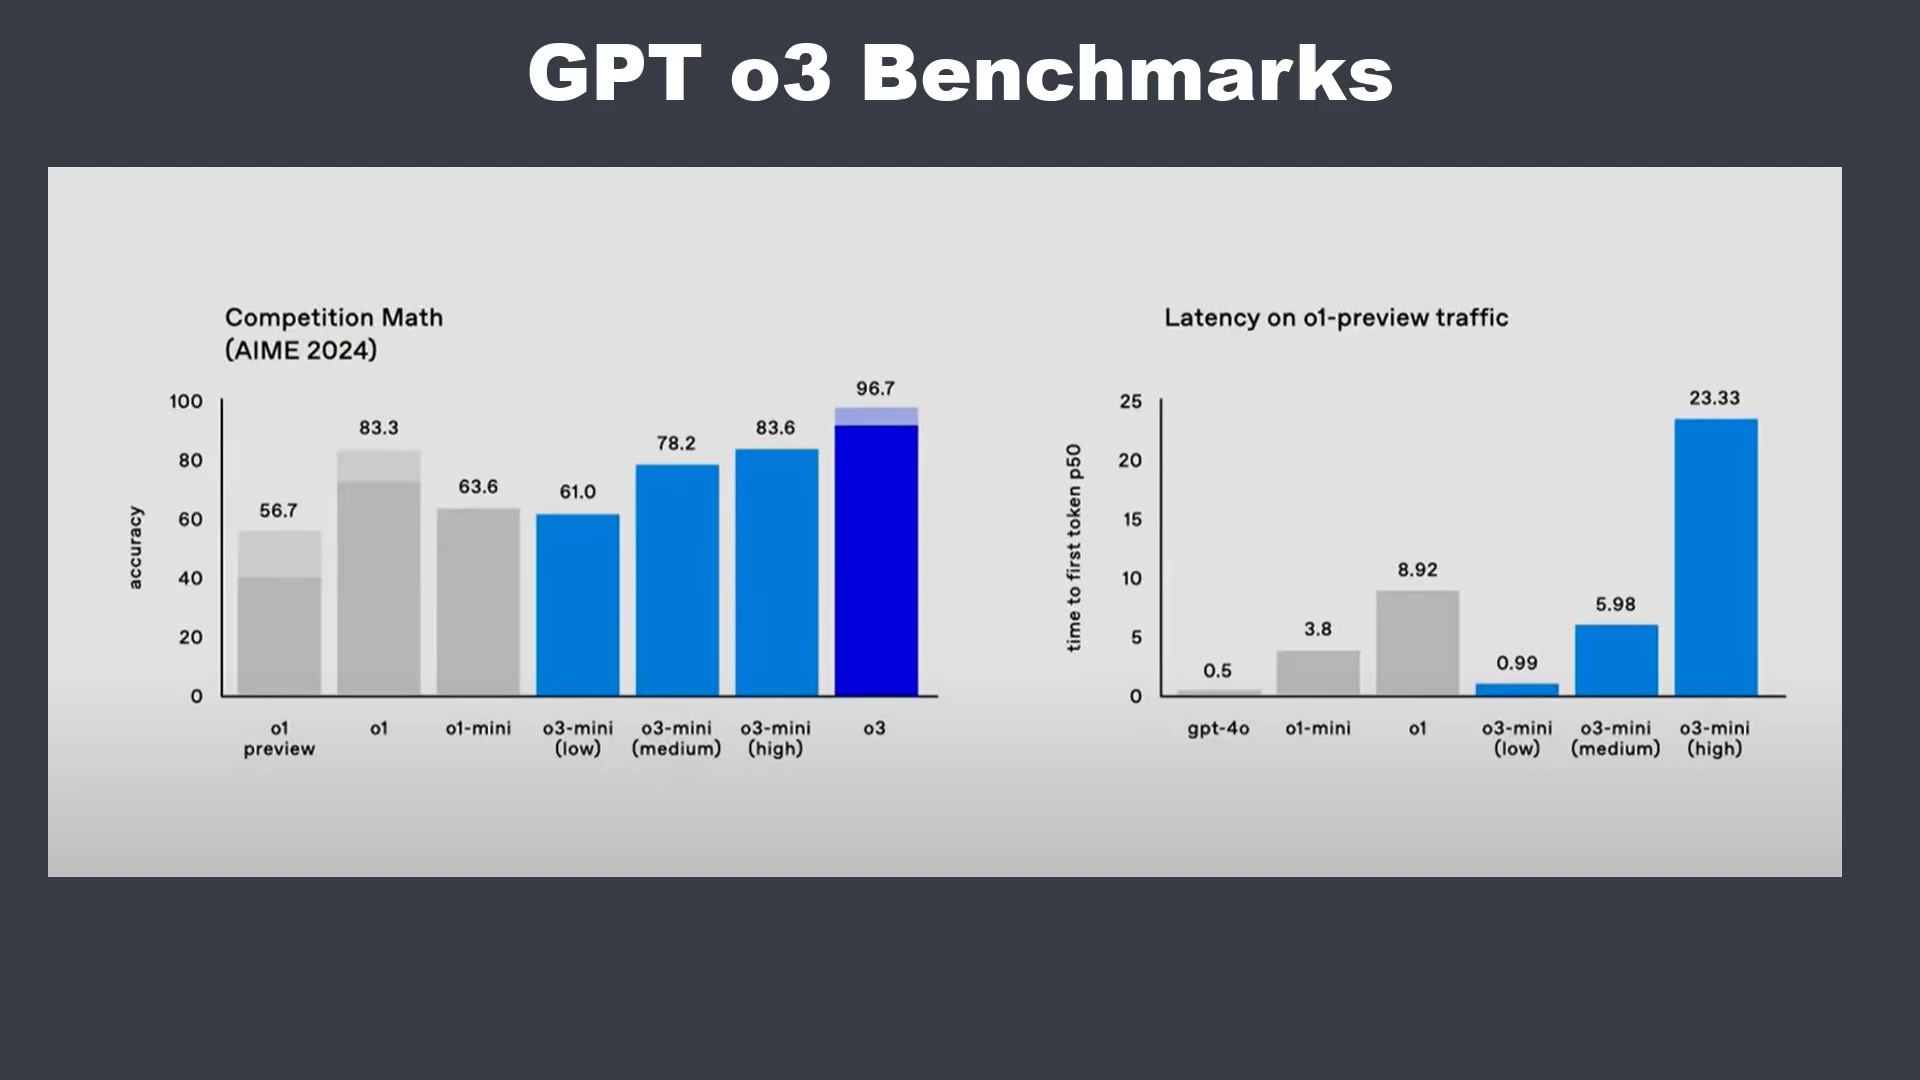 GPT o3 Benchmarks
Competition Math
(AIME 2024)
accuracy
100
80
60
40
20
0
56.7
83.3
63.6
61.0
78.2
83.6
96.7
o1
preview
o1
o1-mini
o3-mini
(low)
o3-mini
(medium)
o3-mini
(high)
o3
Latency on o1-preview traffic
time to first token p50
25
20
15
10
5
0
0.5
3.8
8.92
0.99
5.98
23.33
gpt-4o
o1-mini
o1
o3-mini
(low)
o3-mini
(medium)
o3-mini
(high)